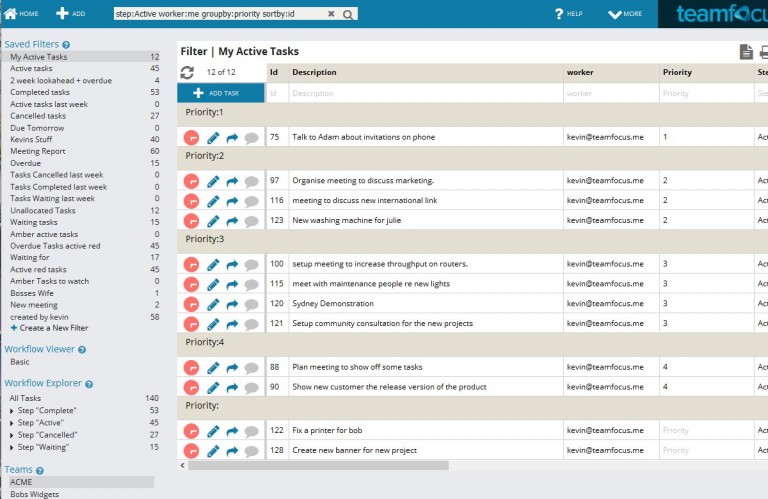 HOME ADD step:Active worker:me groupby:priority sortby:id HELP MORE teamfocu
Saved Filters
My Active Tasks 12
Active tasks 45
2 week lookahead + overdue 4
Completed tasks 53
Active tasks last week 0
Cancelled tasks 27
Due Tomorrow 0
Kevins Stuff 40
Meeting Report 60
Overdue 15
Tasks Cancelled last week 0
Tasks Completed last week 0
Tasks Waiting last week 0
Unallocated Tasks 12
Waiting tasks 15
Amber active tasks 0
Overdue Tasks active red 45
Waiting for 17
Active red tasks 45
Amber Tasks to watch 0
Bosses Wife 1
New meeting 2
created by kevin 58
+ Create a New Filter
Workflow Viewer
Basic
Workflow Explorer
All Tasks 140
Step "Complete" 53
Step "Active" 45
Step "Cancelled" 27
Step "Waiting" 15
Teams
ACME
Bobs Widgets
Filter | My Active Tasks
12 of 12 Id Description worker Priority Ste
ADD TASK Id Description worker Priority Ste
Priority:1
75 Talk to Adam about invitations on phone kevin@teamfocus.me 1 Act
Priority:2
97 Organise meeting to discuss marketing. kevin@teamfocus.me 2 Act
116 meeting to discuss new international link kevin@teamfocus.me 2 Act
123 New washing machine for julie kevin@teamfocus.me 2 Act
Priority:3
100 setup meeting to increase throughput on routers. kevin@teamfocus.me 3 Act
115 meet with maintenance people re new lights kevin@teamfocus.me 3 Act
120 Sydney Demonstration kevin@teamfocus.me 3 Act
121 Setup community consultation for the new projects kevin@teamfocus.me 3 Act
Priority:4
88 Plan meeting to show off some tasks kevin@teamfocus.me 4 Act
90 Show new customer the release version of the product kevin@teamfocus.me 4 Act
Priority:
122 Fix a printer for bob kevin@teamfocus.me Priority Act
128 Create new banner for new project kevin@teamfocus.me Priority Act